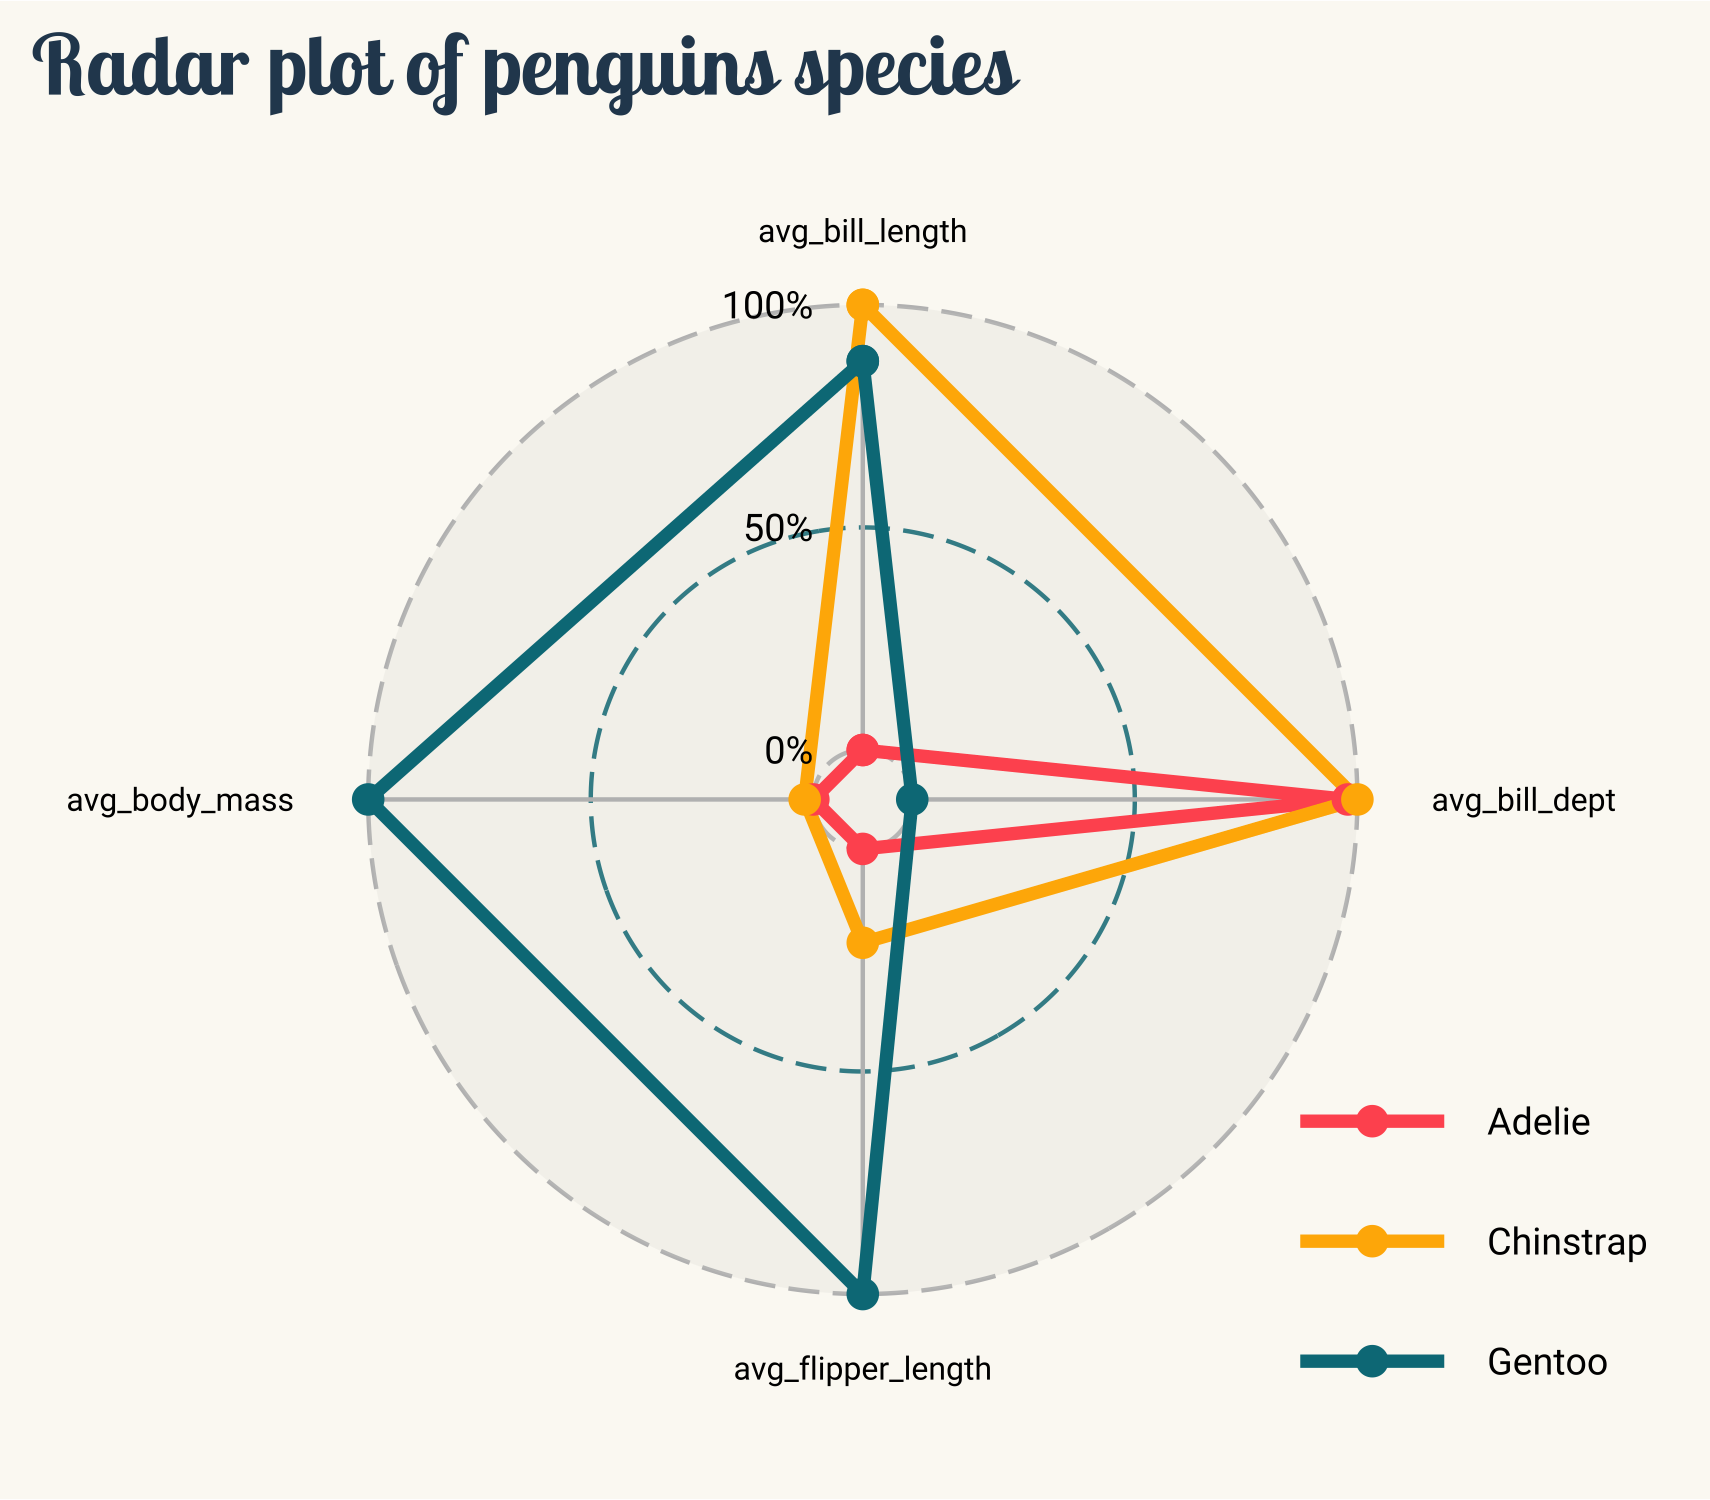 Radar plot of penguins species
avg_bill_length
100%
50%
0%
avg_body_mass
avg_bill_dept
avg_flipper_length
Adelie
Chinstrap
Gentoo